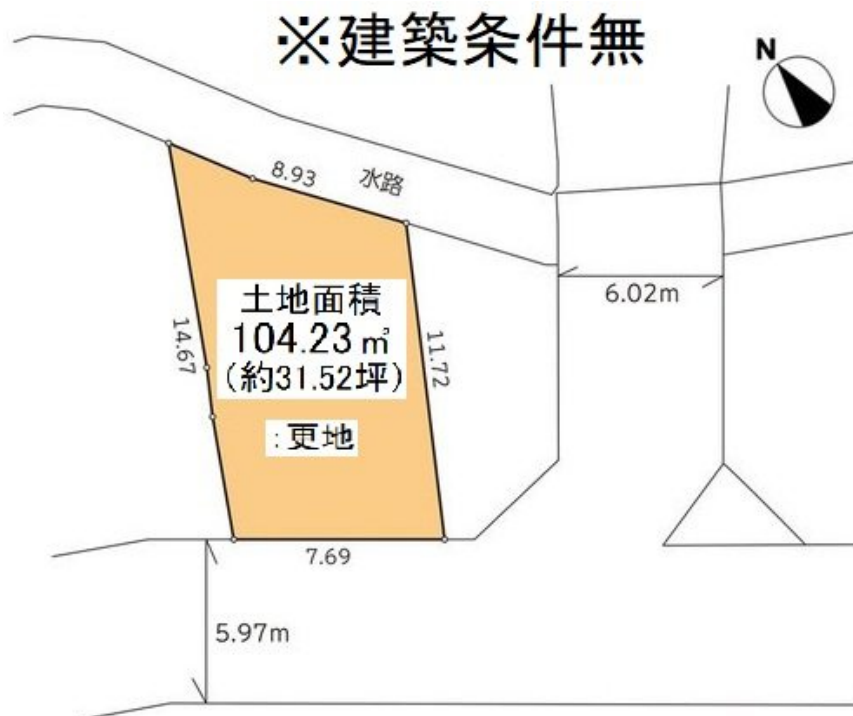 ※建築条件無
N
8.93
水路
6.02m
土地面積
104.23㎡
(約31.52坪)
14.67
11.72
:更地
7.69
5.97m